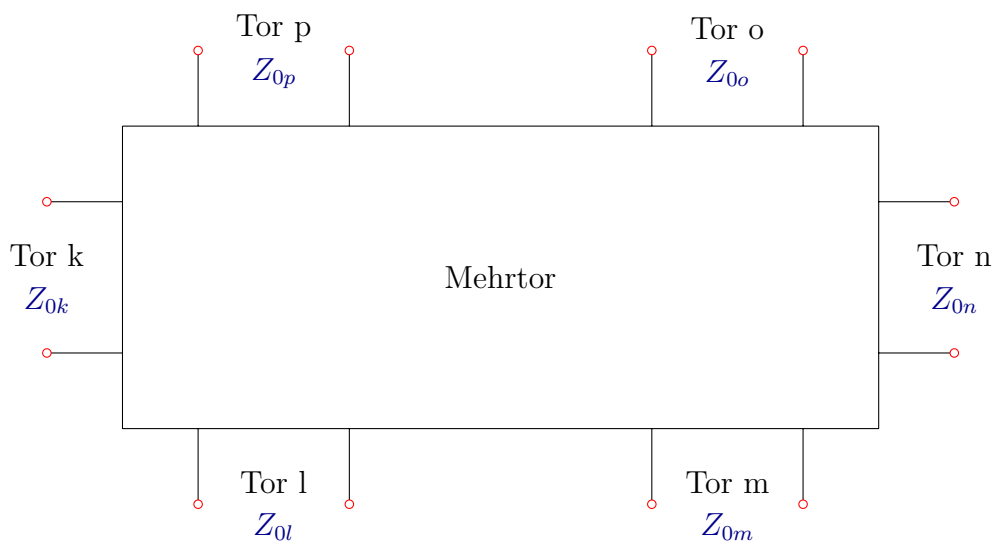 Tor p
Z0p
Tor o
Z0o
Tor k
Z0k
Mehrtor
Tor n
Z0n
Tor l
Z0l
Tor m
Z0m